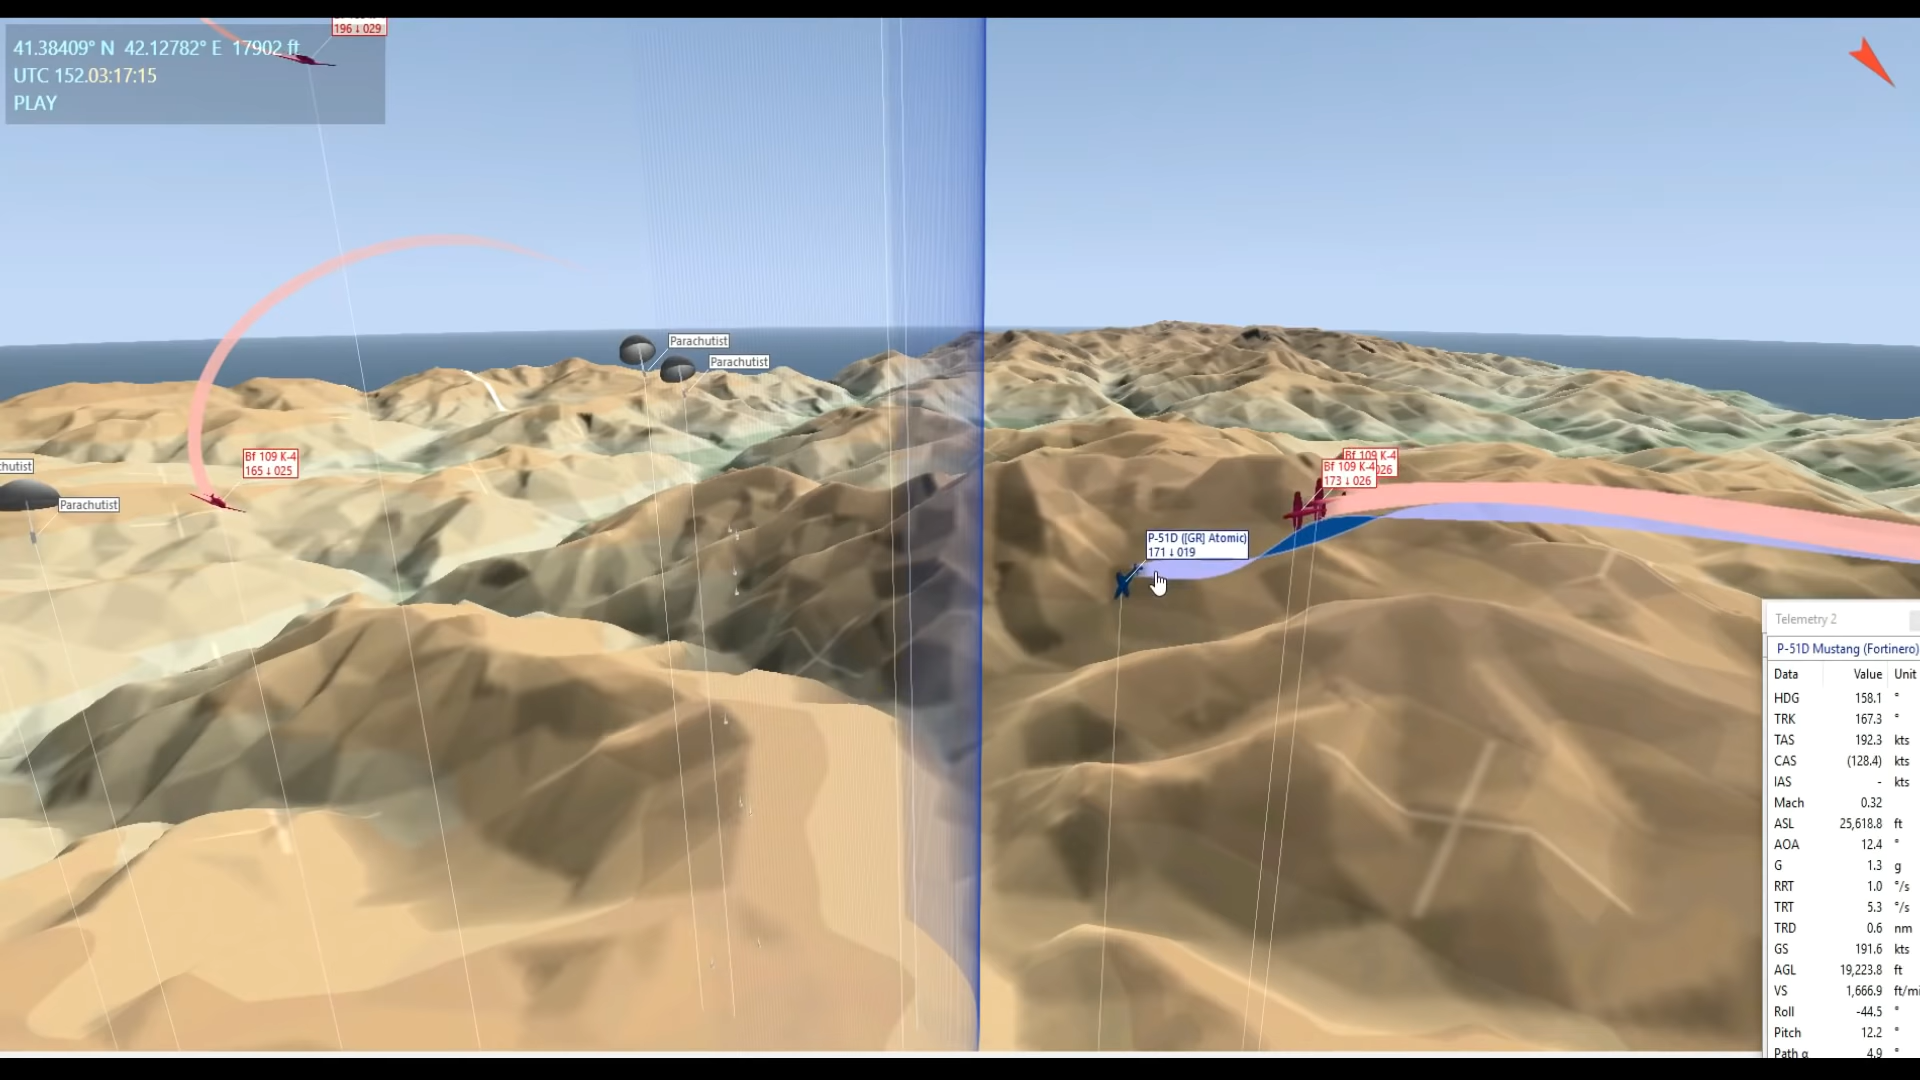 196↓029
41.38409° N 42.12782° E 17902 ft
UTC 152.03:17:15
PLAY
Parachutist
Parachutist
Bf 109 K-4
165↓025
chutist
Parachutist
Bf 109 K-4
026
Bf 109 K-4
173↓026
P-51D ([GR] Atomic)
171↓019
Telemetry 2
P-51D Mustang (Fortinero)
Data Value Unit
HDG 158.1 °
TRK 167.3 °
TAS 192.3 kts
CAS (128.4) kts
IAS - kts
Mach 0.32
ASL 25,618.8 ft
AOA 12.4 °
G 1.3 g
RRT 1.0 °/s
TRT 5.3 °/s
TRD 0.6 nm
GS 191.6 kts
AGL 19,223.8 ft
VS 1,666.9 ft/mi
Roll -44.5 °
Pitch 12.2 °
Path α 4.9 °